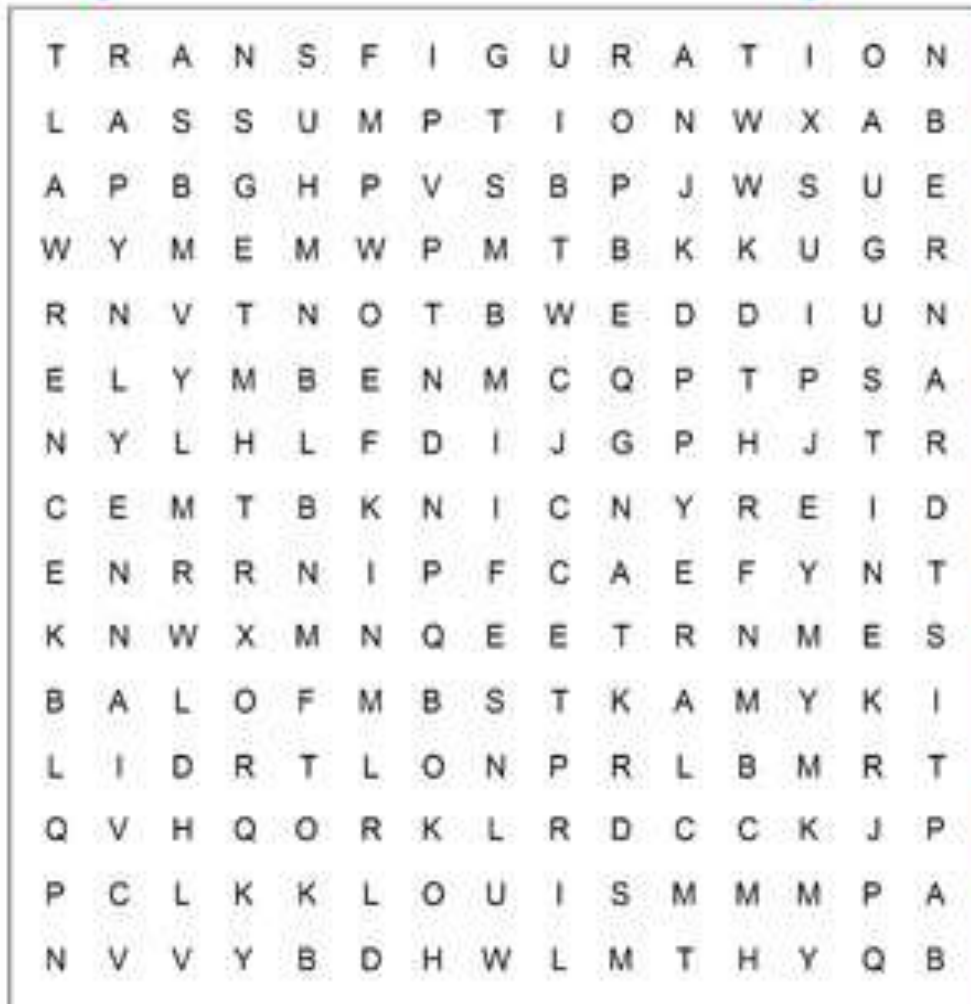 T R A N S F I G U R A T I O N
L A S S U M P T I O N W X A B
A P B G H P V S B P J W S U E
W Y M E M W P M T B K K U G R
R N V T N O T B W E D D I U N
E L Y M B E N M C Q P T P S A
N Y L H L F D I J G P H J T R
C E M T B K N I C N Y R E I D
E N R R N I P F C A E F Y N T
K N W X M N Q E E T R N M E S
B A L O F M B S T K A M Y K I
L I D R T L O N P R L B M R T
Q V H Q O R K L R D C C K J P
P C L K K L O U I S M M M P A
N V V Y B D H W L M T H Y Q B